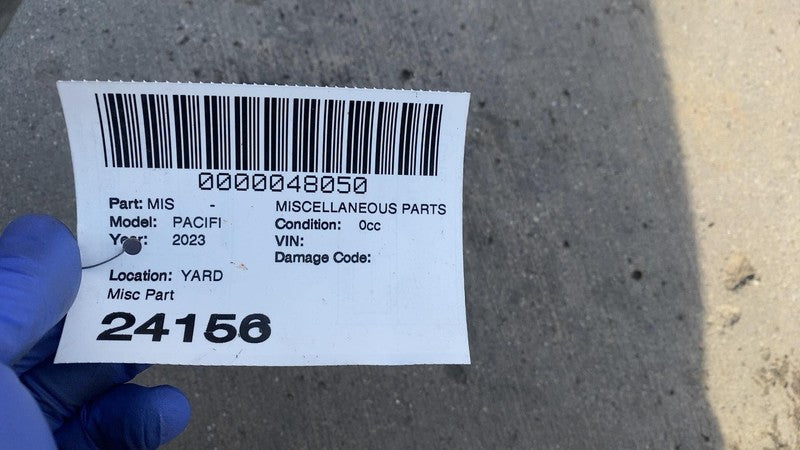 0000048050
Part: MIS - MISCELLANEOUS PARTS
Model: PACIFI Condition: 0cc
Year: 2023 VIN:
Damage Code:
Location: YARD
Misc Part
24156